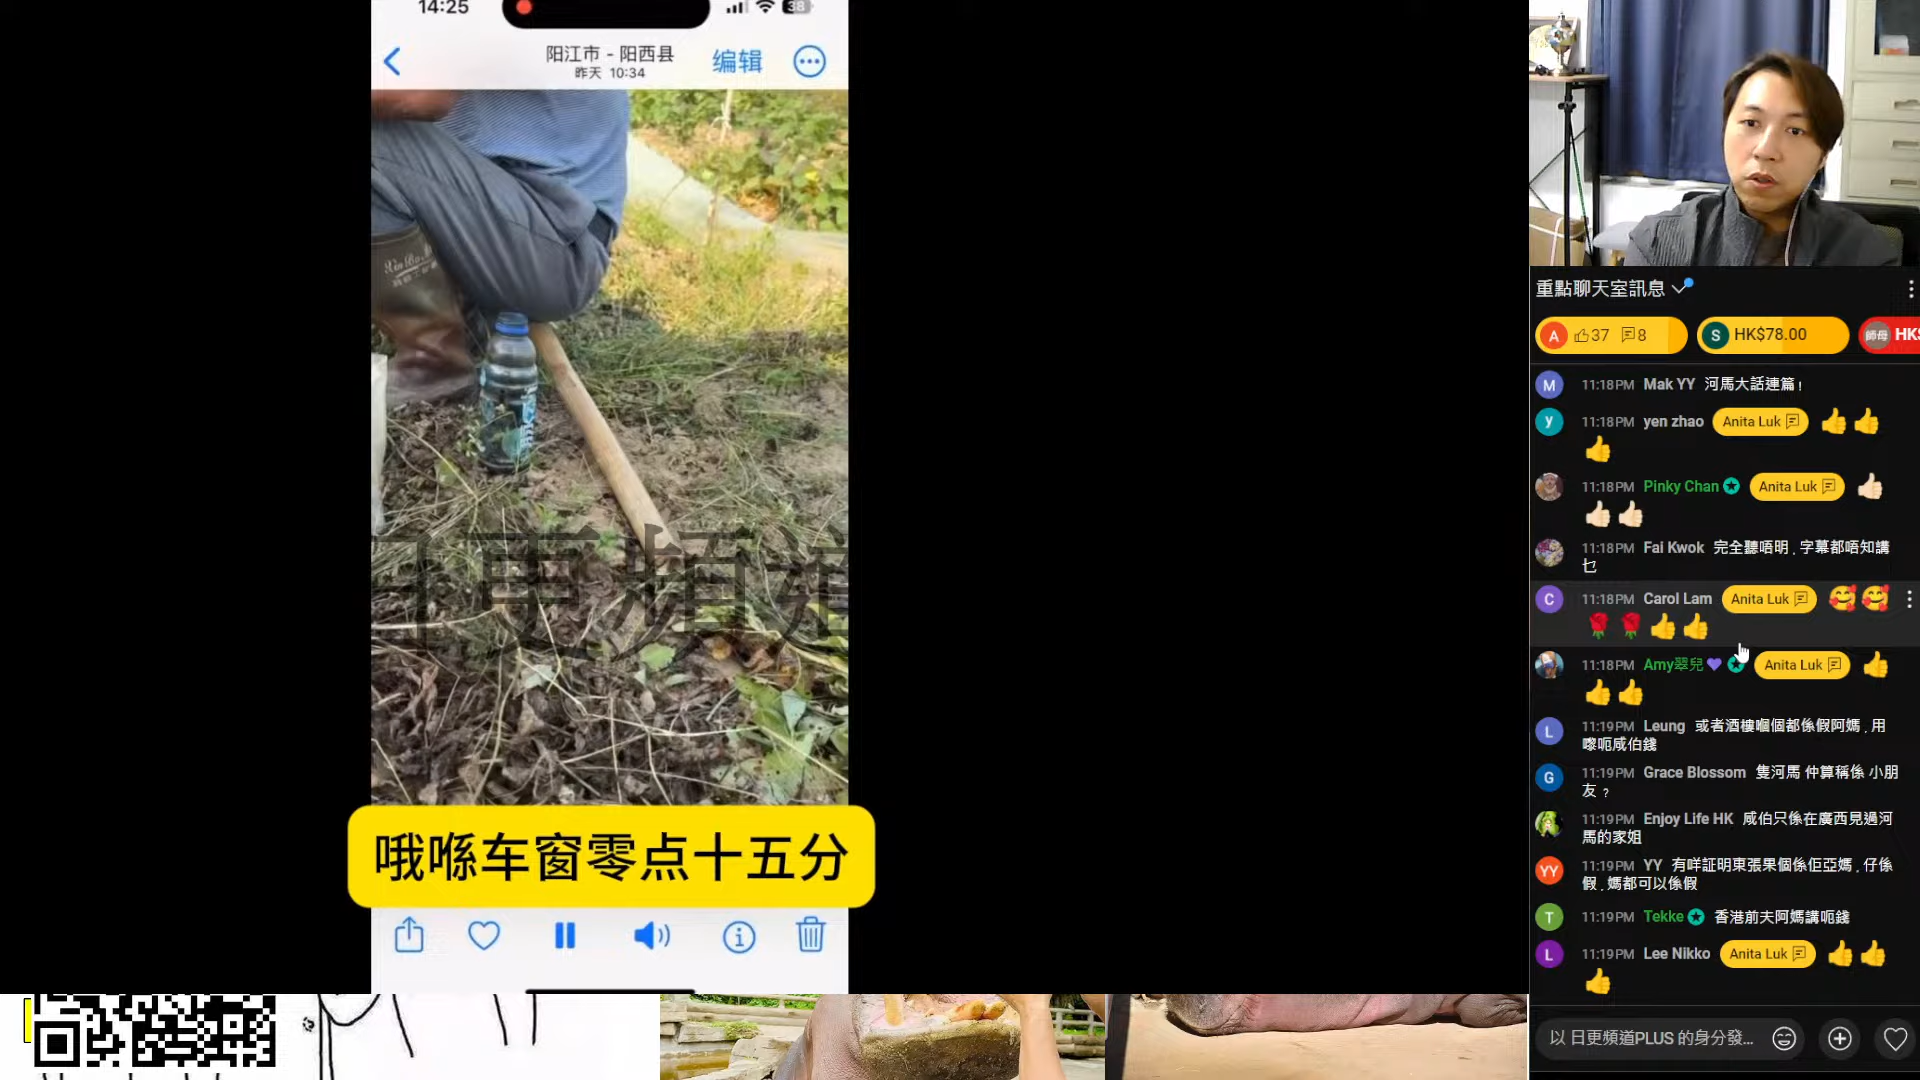 14:25
38
阳江市 - 阳西县
昨天 10:34
编辑
日更頻道
哦喺车窗零点十五分
重點聊天室訊息
A 37 8
S HK$78.00
師母 HK$
M 11:18PM Mak YY 河馬大話連篇！
y 11:18PM yen zhao Anita Luk 👍👍
👍
11:18PM Pinky Chan Anita Luk 👍🏻
👍🏻👍🏻
11:18PM Fai Kwok 完全聽唔明，字幕都唔知講
乜
C 11:18PM Carol Lam Anita Luk 🥰🥰
🌹🌹👍👍
11:18PM Amy翠兒💜 Anita Luk 👍
👍👍
L 11:19PM Leung 或者酒樓嗰個都係假阿媽，用
嚟呃咸伯錢
G 11:19PM Grace Blossom 隻河馬 仲算稱係 小朋
友？
11:19PM Enjoy Life HK 咸伯只係在廣西見過河
馬的家姐
YY 11:19PM YY 有咩証明東張果個係佢亞媽，仔係
假，媽都可以係假
T 11:19PM Tekke 香港前夫阿媽講呃錢
L 11:19PM Lee Nikko Anita Luk 👍👍
👍
以 日更頻道PLUS 的身分發...